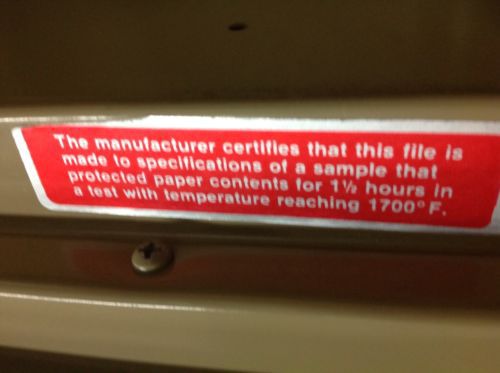 The manufacturer certifies that this file is
made to specifications of a sample that
protected paper contents for 1½ hours in
a test with temperature reaching 1700°F.